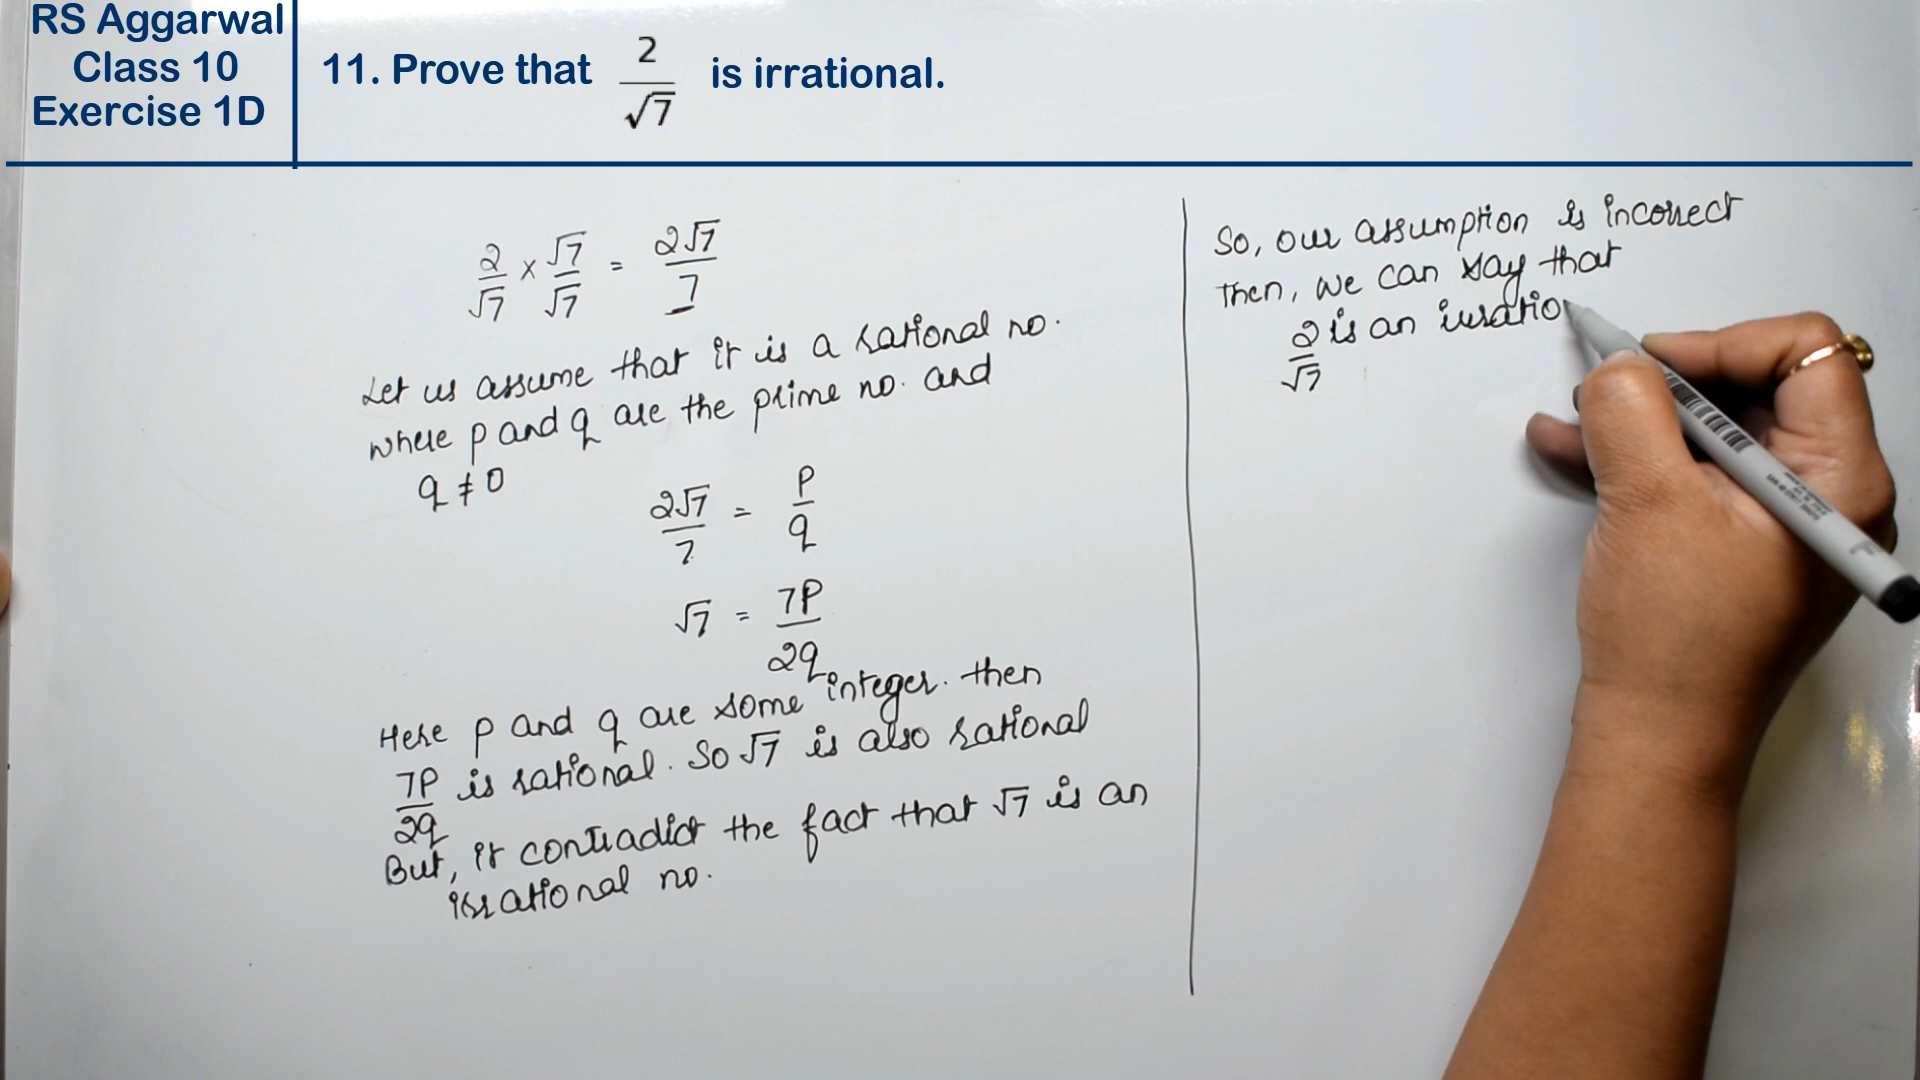 RS Aggarwal
Class 10
Exercise 1D
11. Prove that 2/√7 is irrational.
2/√7 × √7/√7 = 2√7/7
Let us assume that it is a rational no.
where p and q are the prime no. and
q ≠ 0
2√7/7 = P/q
√7 = 7P/2q
Here p and q are some integer. then
7P/2q is rational. So √7 is also rational
But, it contradict the fact that √7 is an
irrational no.
So, our assumption is incorrect
Then, we can say that
2/√7 is an irratio